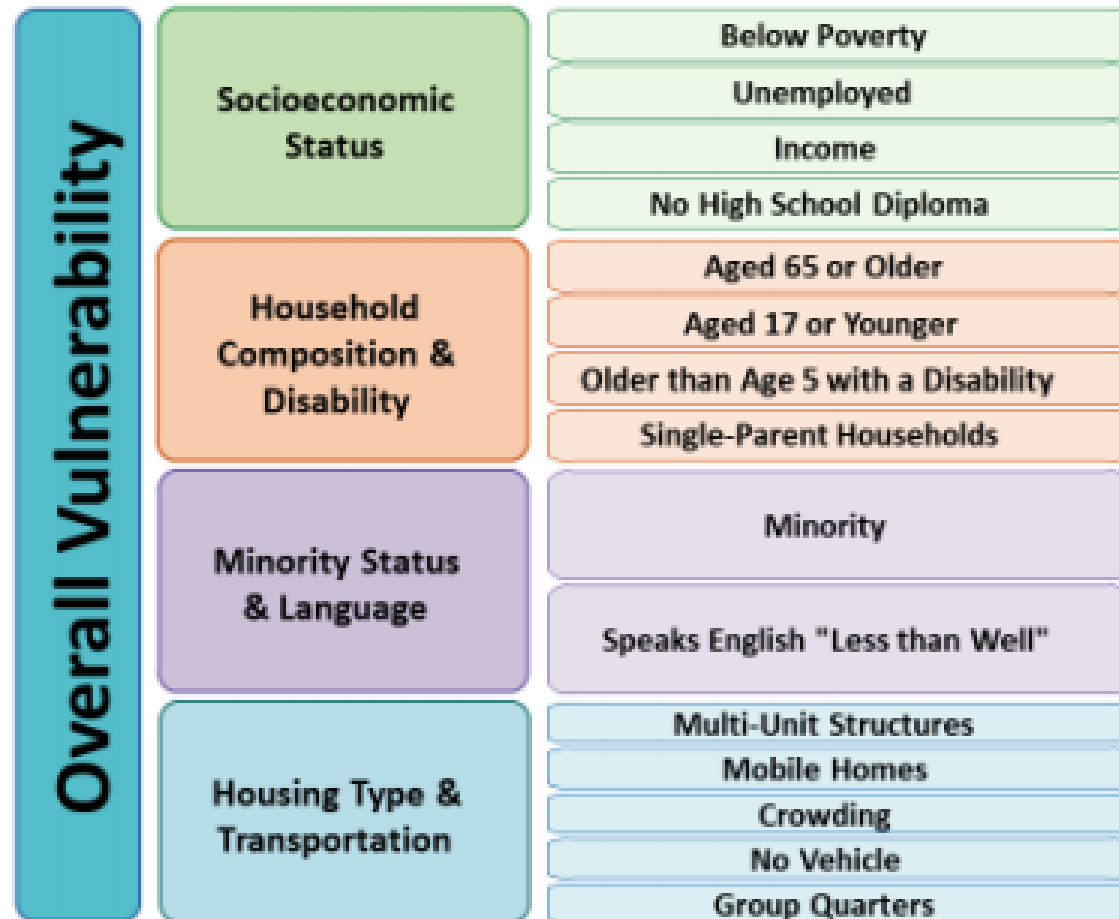 Overall Vulnerability
Socioeconomic
Status
Below Poverty
Unemployed
Income
No High School Diploma
Household
Composition &
Disability
Aged 65 or Older
Aged 17 or Younger
Older than Age 5 with a Disability
Single-Parent Households
Minority Status
& Language
Minority
Speaks English "Less than Well"
Housing Type &
Transportation
Multi-Unit Structures
Mobile Homes
Crowding
No Vehicle
Group Quarters